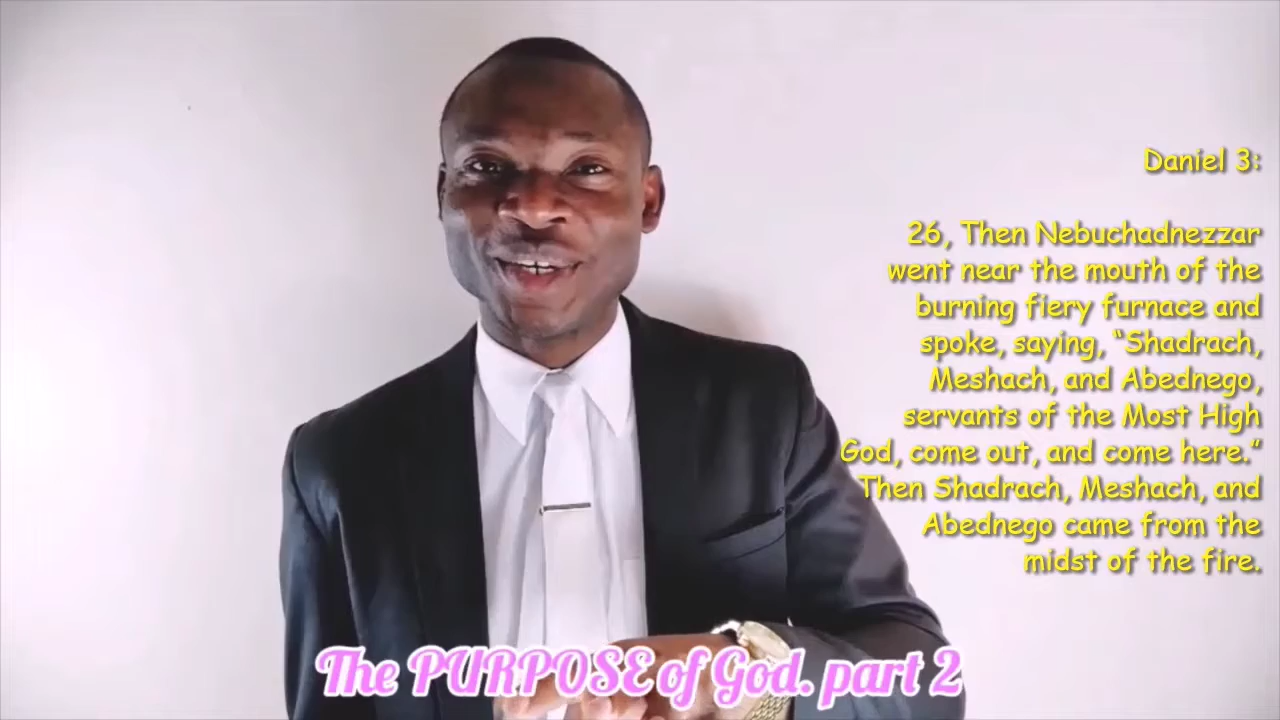 Daniel 3:
26, Then Nebuchadnezzar
went near the mouth of the
burning fiery furnace and
spoke, saying, “Shadrach,
Meshach, and Abednego,
servants of the Most High
God, come out, and come here.”
Then Shadrach, Meshach, and
Abednego came from the
midst of the fire.
The PURPOSE of God. part 2